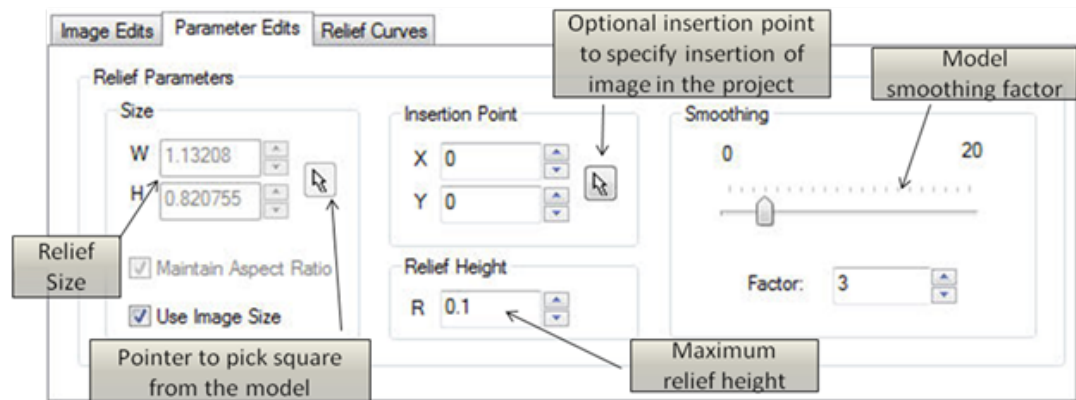 Image Edits Parameter Edits Relief Curves
Optional insertion point
to specify insertion of
image in the project
Model
smoothing factor
Relief Parameters
Size
W 1.13208
H 0.820755
Relief
Size
Maintain Aspect Ratio
Use Image Size
Pointer to pick square
from the model
Insertion Point
X 0
Y 0
Relief Height
R 0.1
Maximum
relief height
Smoothing
0 20
Factor: 3